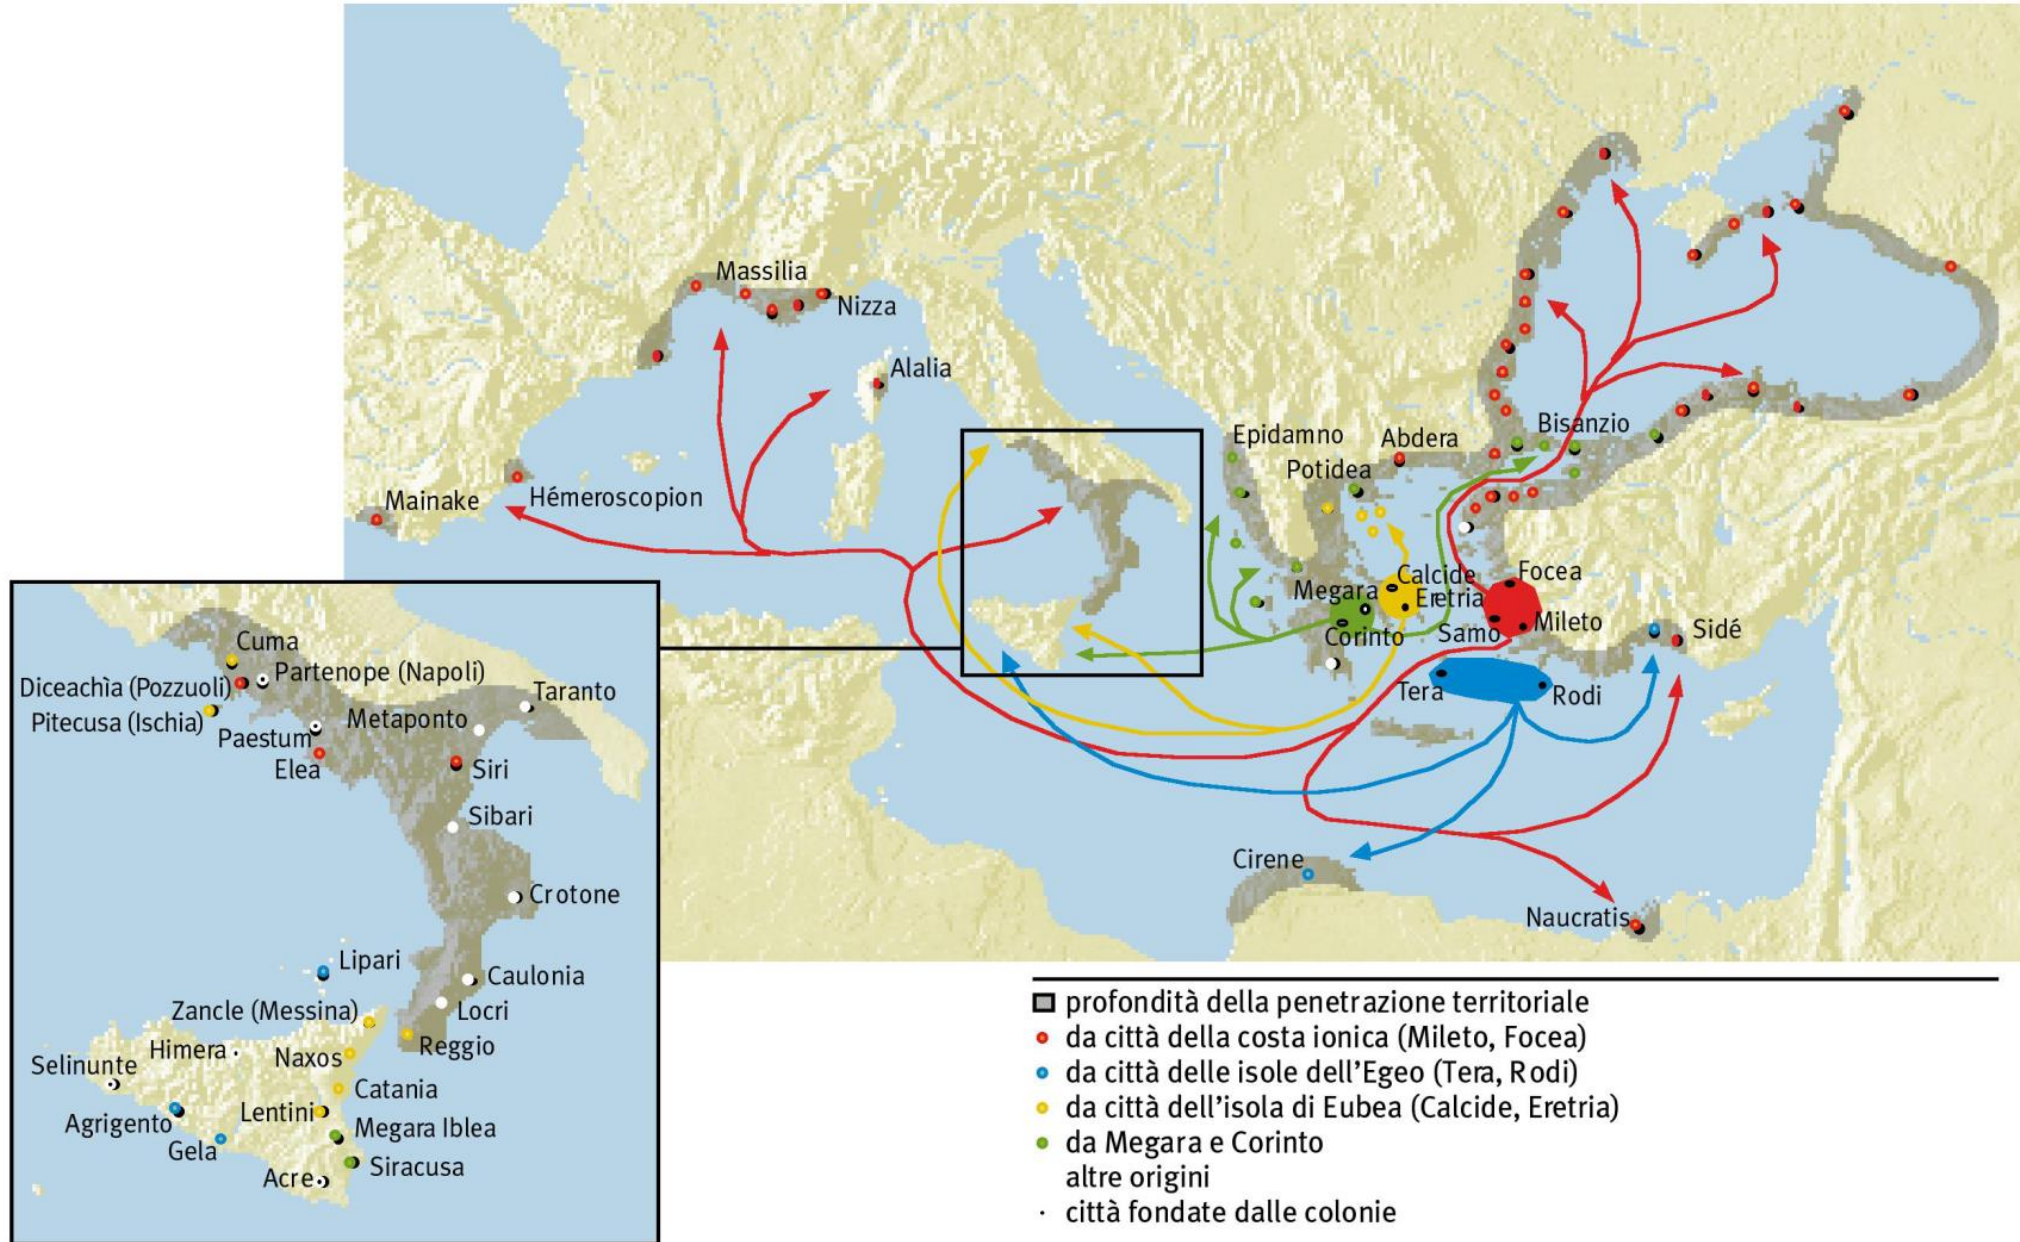 Massilia
Nizza
Alalia
Mainake
Hémeroscopion
Epidamno
Abdera
Potidea
Bisanzio
Megara
Calcide
Eretria
Corinto
Focea
Samo
Mileto
Sidé
Tera
Rodi
Cirene
Naucratis
Cuma
Partenope (Napoli)
Diceachìa (Pozzuoli)
Pitecusa (Ischia)
Taranto
Metaponto
Paestum
Elea
Siri
Sibari
Crotone
Lipari
Caulonia
Locri
Zancle (Messina)
Reggio
Himera
Naxos
Selinunte
Catania
Lentini
Agrigento
Megara Iblea
Gela
Siracusa
Acre
profondità della penetrazione territoriale
da città della costa ionica (Mileto, Focea)
da città delle isole dell'Egeo (Tera, Rodi)
da città dell'isola di Eubea (Calcide, Eretria)
da Megara e Corinto
altre origini
città fondate dalle colonie